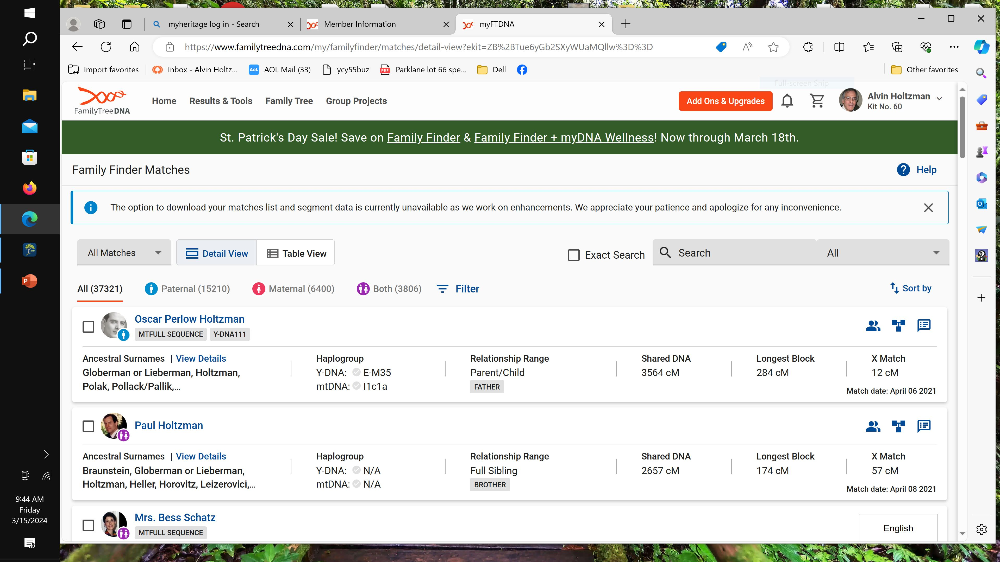 myheritage log in - Search
Member Information
myFTDNA
https://www.familytreedna.com/my/familyfinder/matches/detail-view?ekit=ZB%2BTue6yGb2SXyWUaMQllw%3D%3D
Import favorites
Inbox - Alvin Holtz...
Aol.
AOL Mail (33)
ycy55buz
PDF
Parklane lot 66 spe...
Dell
Other favorites
Full-screen Snip
FamilyTreeDNA
Home
Results & Tools
Family Tree
Group Projects
Add Ons & Upgrades
Alvin Holtzman
Kit No. 60
St. Patrick's Day Sale! Save on Family Finder & Family Finder + myDNA Wellness! Now through March 18th.
Family Finder Matches
Help
The option to download your matches list and segment data is currently unavailable as we work on enhancements. We appreciate your patience and apologize for any inconvenience.
All Matches
Detail View
Table View
Exact Search
Search
All
All (37321)
Paternal (15210)
Maternal (6400)
Both (3806)
Filter
Sort by
Oscar Perlow Holtzman
MTFULL SEQUENCE
Y-DNA111
Ancestral Surnames | View Details
Globerman or Lieberman, Holtzman,
Polak, Pollack/Pallik,...
Haplogroup
Y-DNA: E-M35
mtDNA: I1c1a
Relationship Range
Parent/Child
FATHER
Shared DNA
3564 cM
Longest Block
284 cM
X Match
12 cM
Match date: April 06 2021
Paul Holtzman
Ancestral Surnames | View Details
Braunstein, Globerman or Lieberman,
Holtzman, Heller, Horovitz, Leizerovici,...
Haplogroup
Y-DNA: N/A
mtDNA: N/A
Relationship Range
Full Sibling
BROTHER
Shared DNA
2657 cM
Longest Block
174 cM
X Match
57 cM
Match date: April 08 2021
Mrs. Bess Schatz
MTFULL SEQUENCE
English
9:44 AM
Friday
3/15/2024